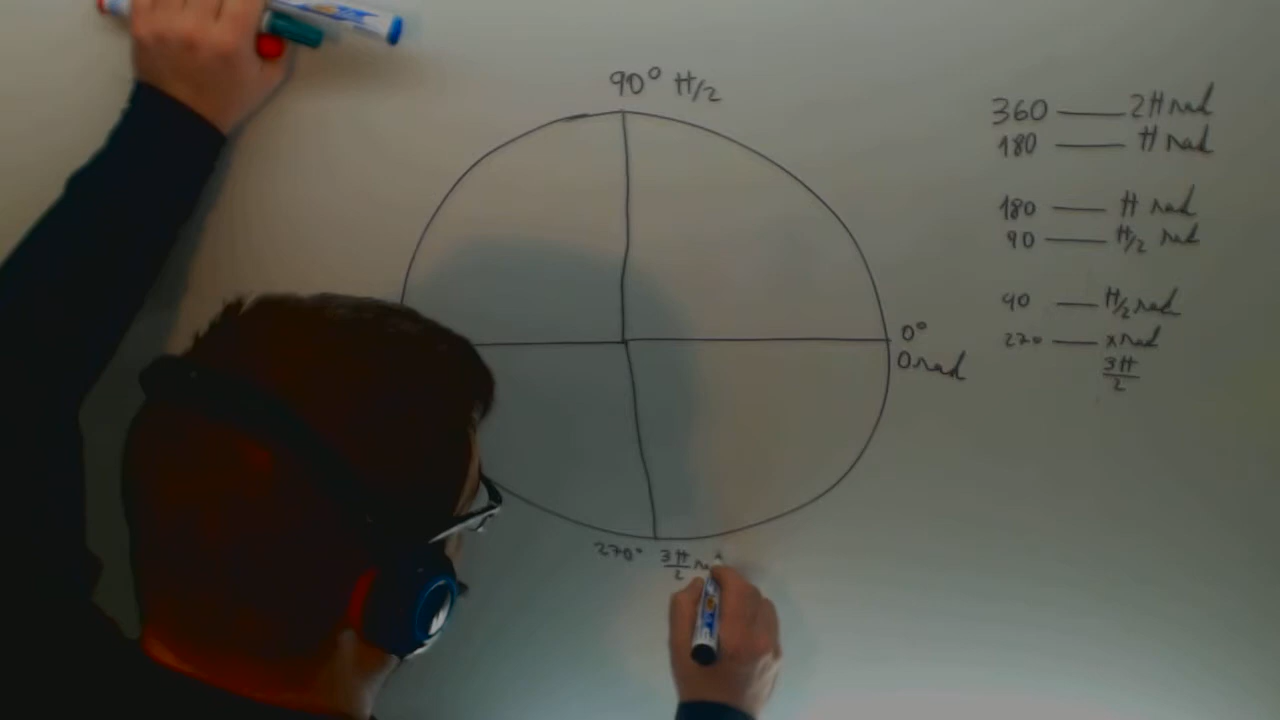 90° π/2
360 — 2π rad
180 — π rad
180 — π rad
90 — π/2 rad
90 — π/2 rad
270 — x rad
3π/2
0°
0 rad
270° 3π/2